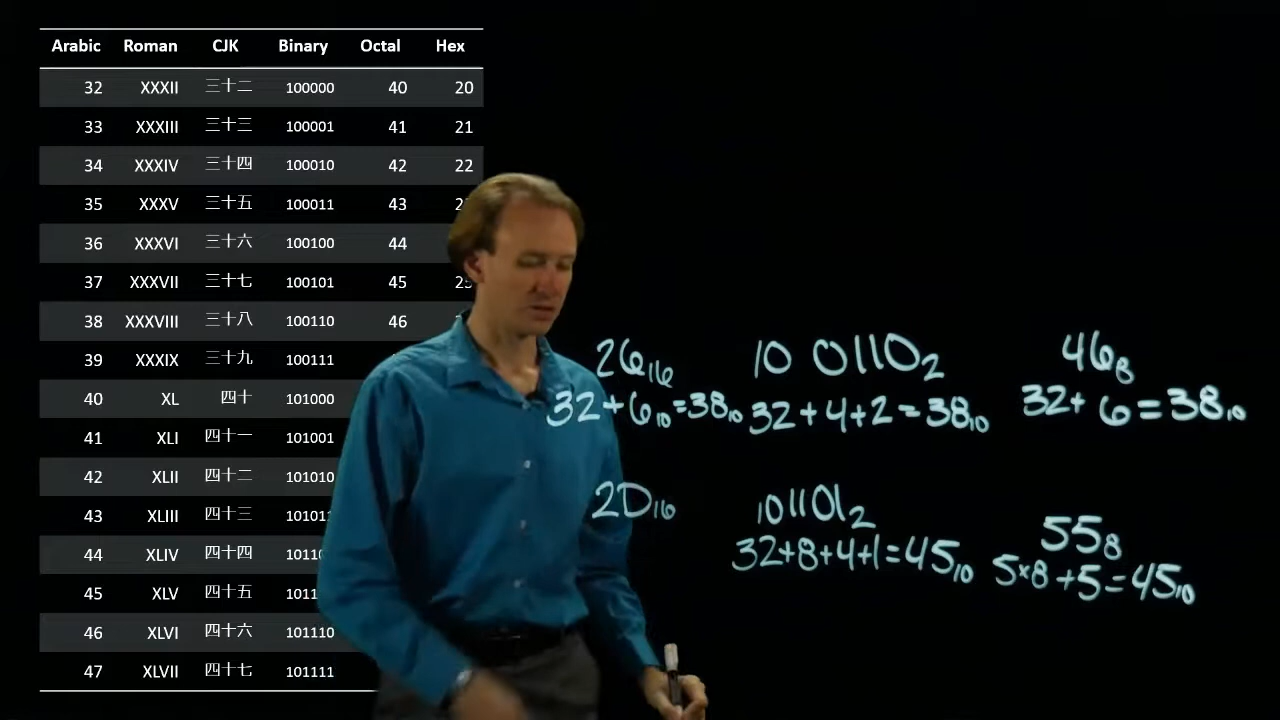 Arabic Roman CJK Binary Octal Hex
32 XXXII 三十二 100000 40 20
33 XXXIII 三十三 100001 41 21
34 XXXIV 三十四 100010 42 22
35 XXXV 三十五 100011 43
36 XXXVI 三十六 100100 44
37 XXXVII 三十七 100101 45
38 XXXVIII 三十八 100110 46
39 XXXIX 三十九 100111
40 XL 四十 101000
41 XLI 四十一 101001
42 XLII 四十二 101010
43 XLIII 四十三
44 XLIV 四十四
45 XLV 四十五
46 XLVI 四十六 101110
47 XLVII 四十七 101111
26₁₆ 10 0110₂ 46₈
32+6₁₀=38₁₀ 32+4+2=38₁₀ 32+6=38₁₀
2D₁₆ 101101₂ 55₈
32+8+4+1=45₁₀ 5×8+5=45₁₀